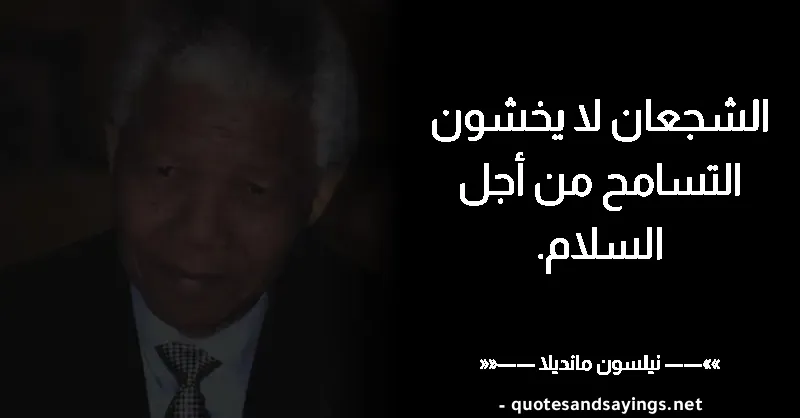 الشجعان لا يخشون
التسامح من أجل
السلام.
»»—— نيلسون مانديلا ——««
- quotesandsayings.net